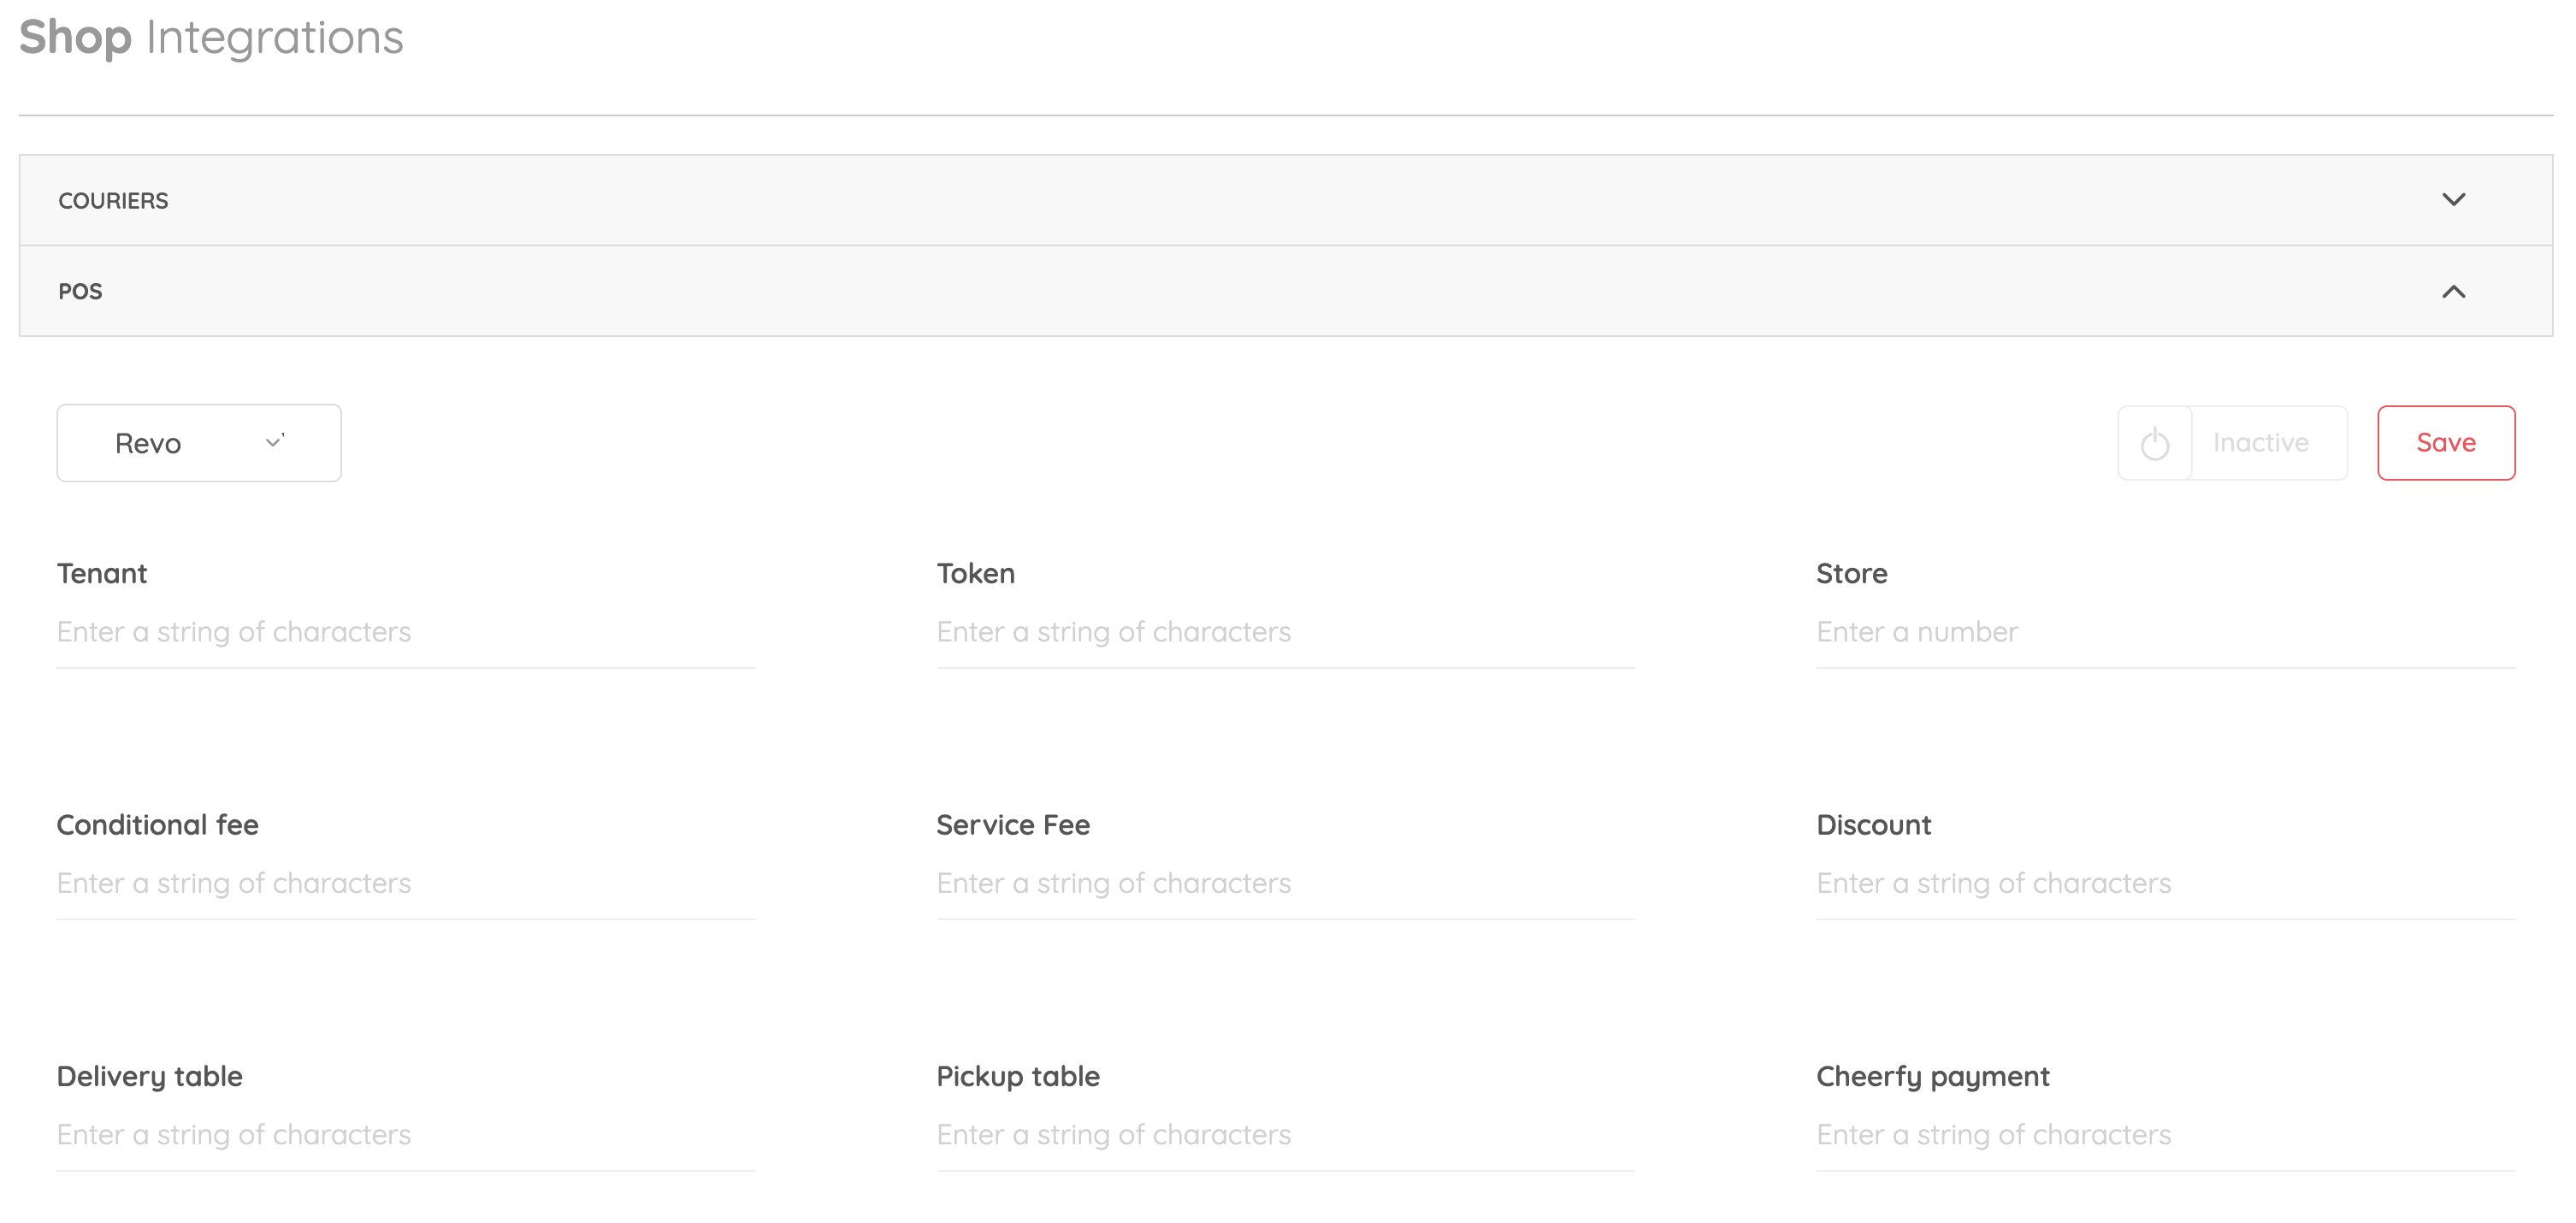 Shop Integrations
COURIERS
POS
Revo
Inactive
Save
Tenant
Token
Store
Enter a string of characters
Enter a string of characters
Enter a number
Conditional fee
Service Fee
Discount
Enter a string of characters
Enter a string of characters
Enter a string of characters
Delivery table
Pickup table
Cheerfy payment
Enter a string of characters
Enter a string of characters
Enter a string of characters